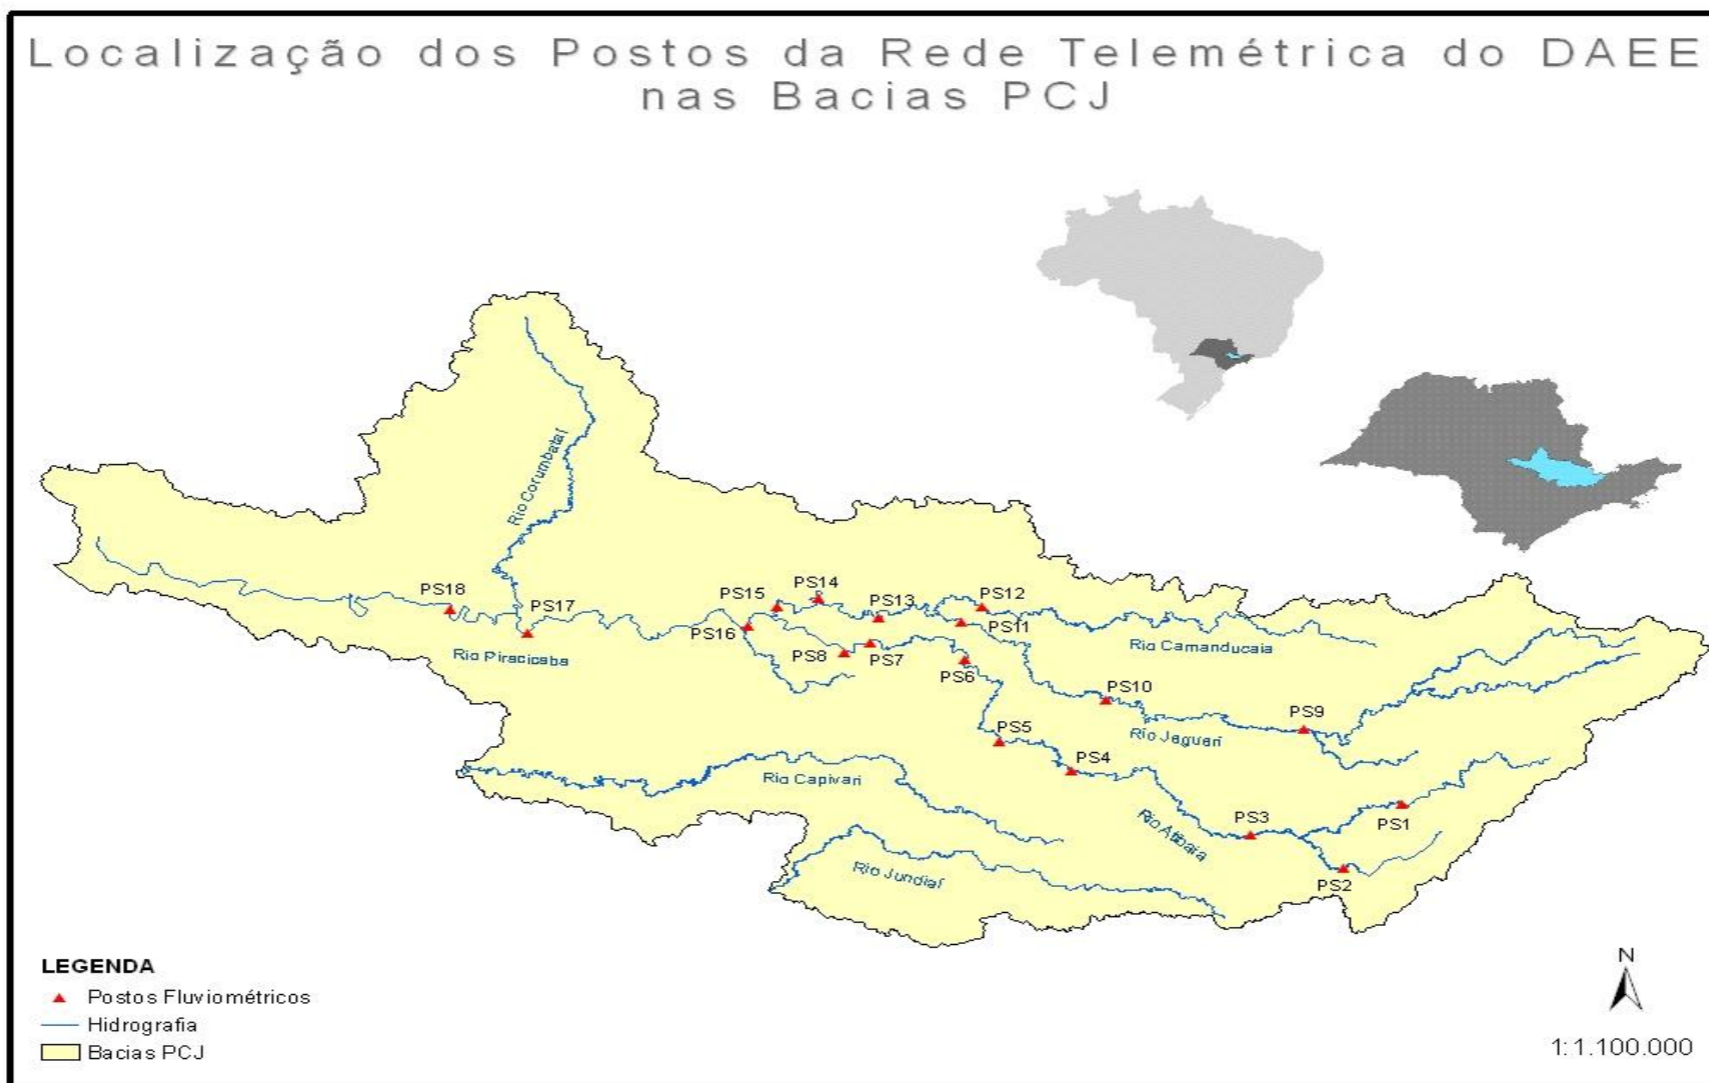 Localização dos Postos da Rede Telemétrica do DAEE
nas Bacias PCJ
Rio Corumbataí
PS18
PS17
PS15
PS14
PS13
PS12
PS16
PS11
Rio Piracicaba
PS8
PS7
PS6
Rio Camanducaia
PS10
PS9
PS5
Rio Jaguari
PS4
Rio Capivari
PS3
Rio Atibaia
PS1
Rio Jundiaí
PS2
LEGENDA
Postos Fluviométricos
Hidrografia
Bacias PCJ
N
1:1.100.000